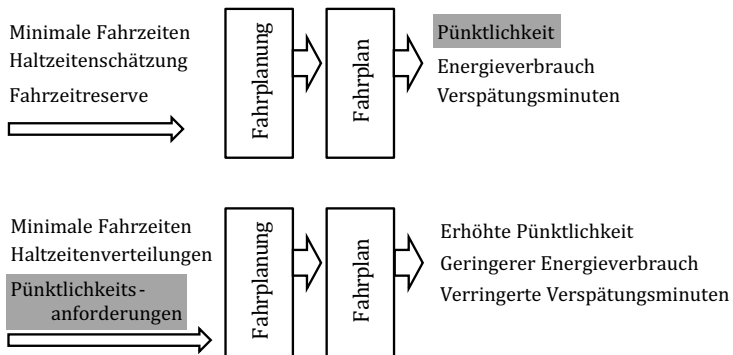 Minimale Fahrzeiten
Haltzeitenschätzung
Fahrzeitreserve
Fahrplanung
Fahrplan
Pünktlichkeit
Energieverbrauch
Verspätungsminuten
Minimale Fahrzeiten
Haltzeitenverteilungen
Pünktlichkeits-
anforderungen
Fahrplanung
Fahrplan
Erhöhte Pünktlichkeit
Geringerer Energieverbrauch
Verringerte Verspätungsminuten